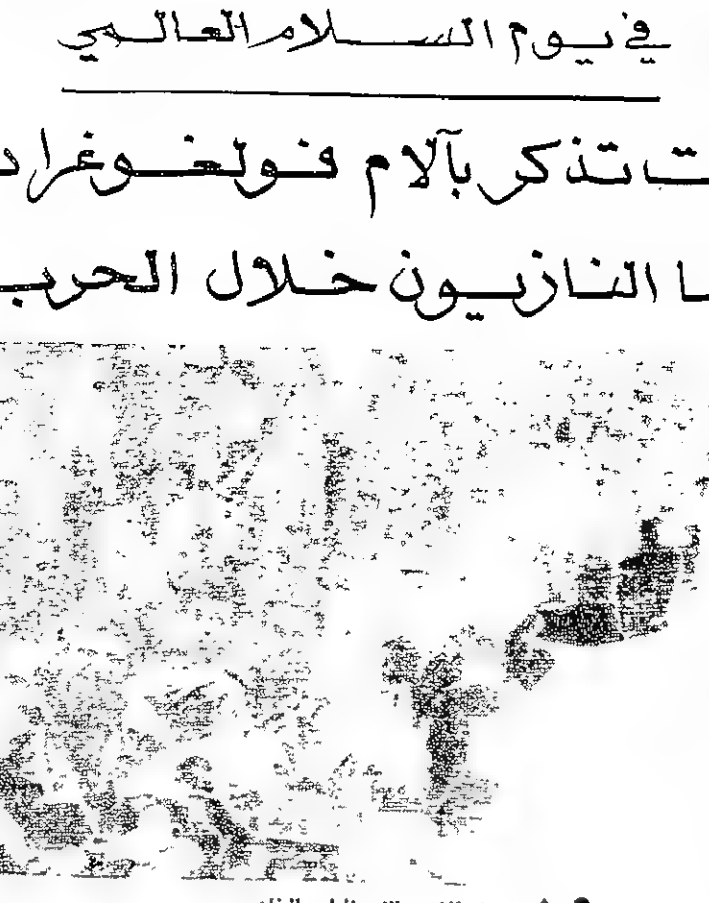 في يوم السلام العالمي
تذكر بآلام فولغوغراد
النازيون خلال الحرب